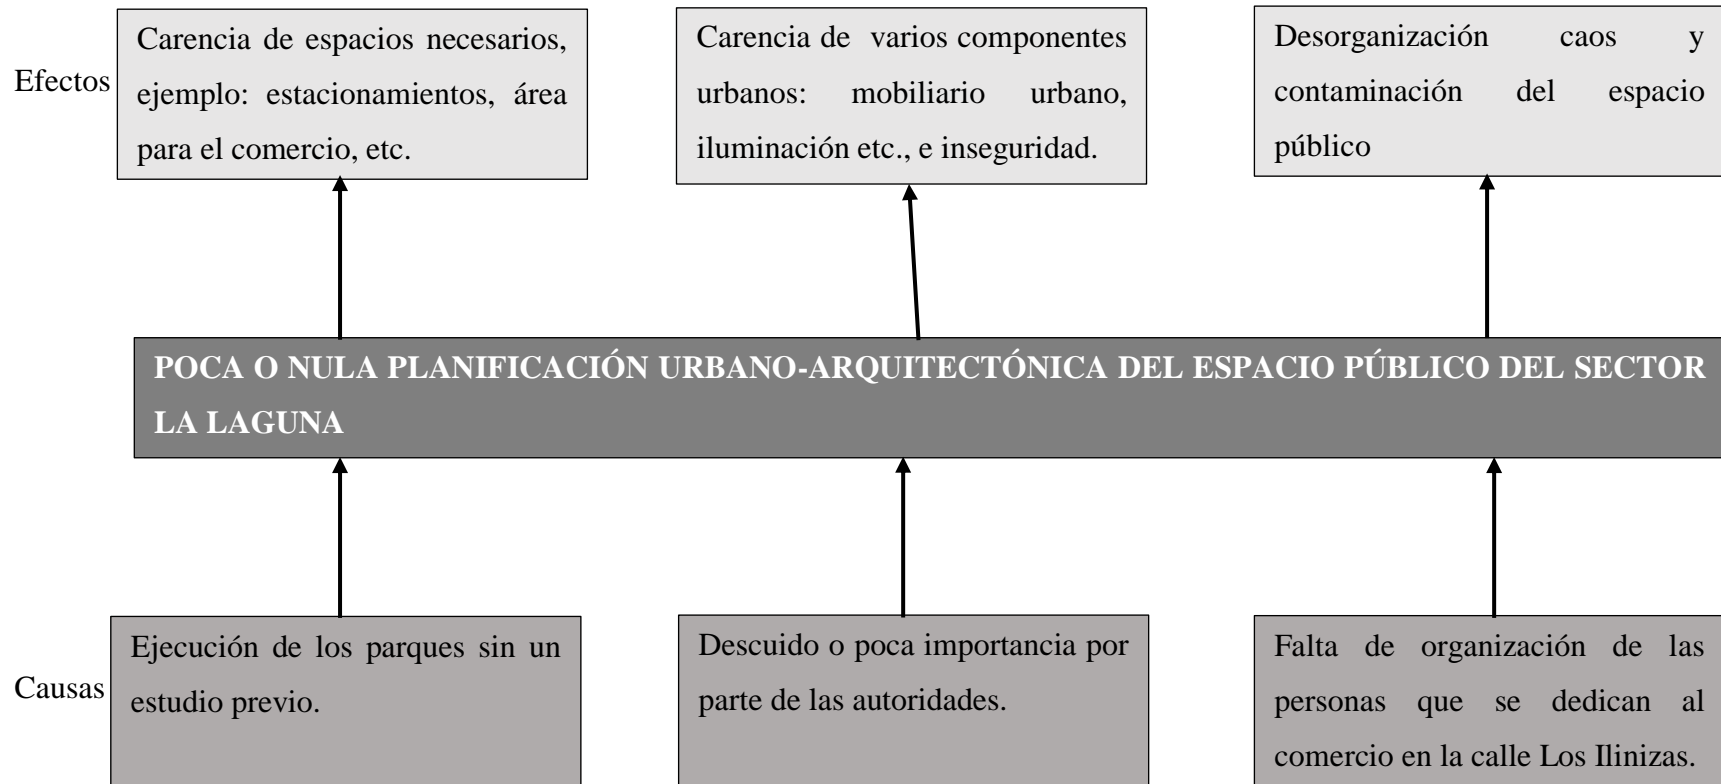 Efectos
Carencia de espacios necesarios,
ejemplo: estacionamientos, área
para el comercio, etc.
Carencia de varios componentes
urbanos: mobiliario urbano,
iluminación etc., e inseguridad.
Desorganización caos y
contaminación del espacio
público
POCA O NULA PLANIFICACIÓN URBANO-ARQUITECTÓNICA DEL ESPACIO PÚBLICO DEL SECTOR
LA LAGUNA
Causas
Ejecución de los parques sin un
estudio previo.
Descuido o poca importancia por
parte de las autoridades.
Falta de organización de las
personas que se dedican al
comercio en la calle Los Ilinizas.